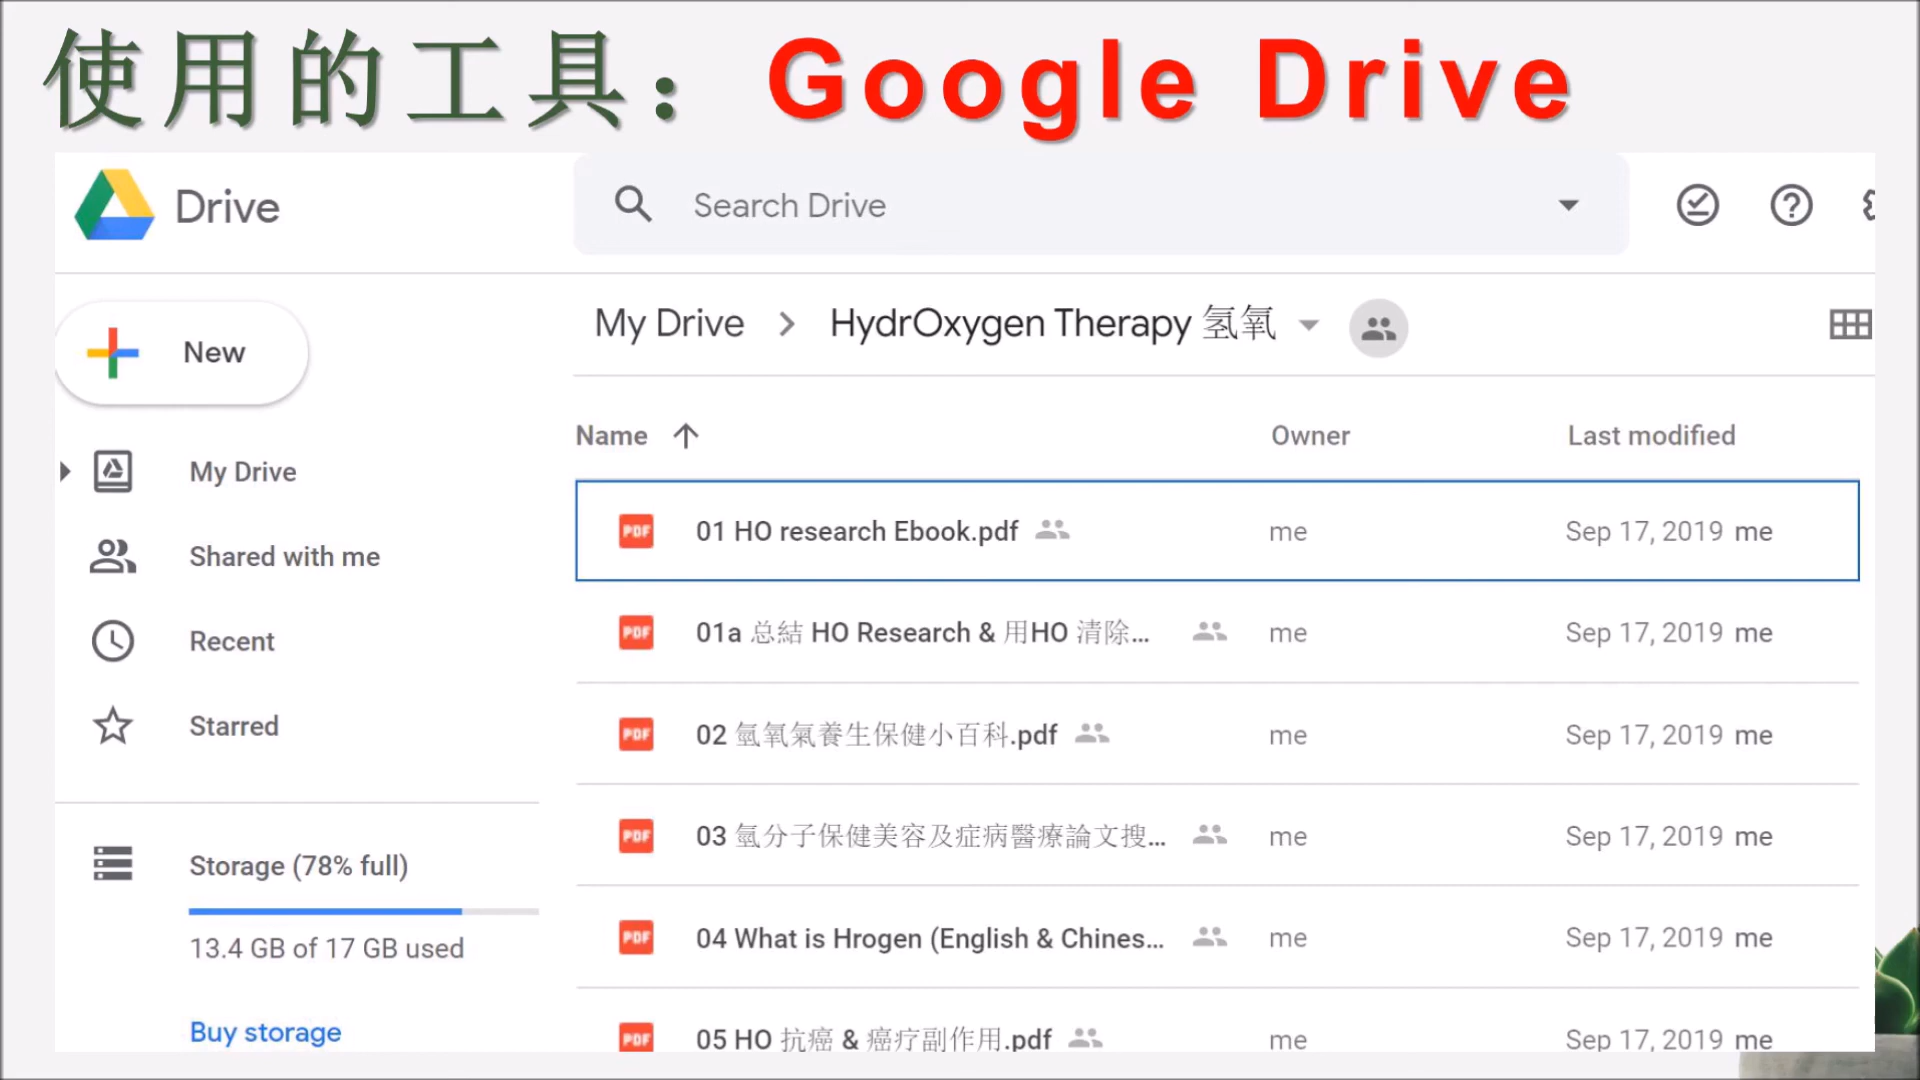 使用的工具：Google Drive
Drive
Search Drive
New
My Drive > HydrOxygen Therapy 氢氧
Name Owner Last modified
My Drive
PDF 01 HO research Ebook.pdf me Sep 17, 2019 me
Shared with me
PDF 01a 总結 HO Research & 用HO 清除... me Sep 17, 2019 me
Recent
PDF 02 氫氧氣養生保健小百科.pdf me Sep 17, 2019 me
Starred
PDF 03 氫分子保健美容及症病醫療論文搜... me Sep 17, 2019 me
Storage (78% full)
13.4 GB of 17 GB used
PDF 04 What is Hrogen (English & Chines... me Sep 17, 2019 me
Buy storage
PDF 05 HO 抗癌 & 癌疗副作用.pdf me Sep 17, 2019 me